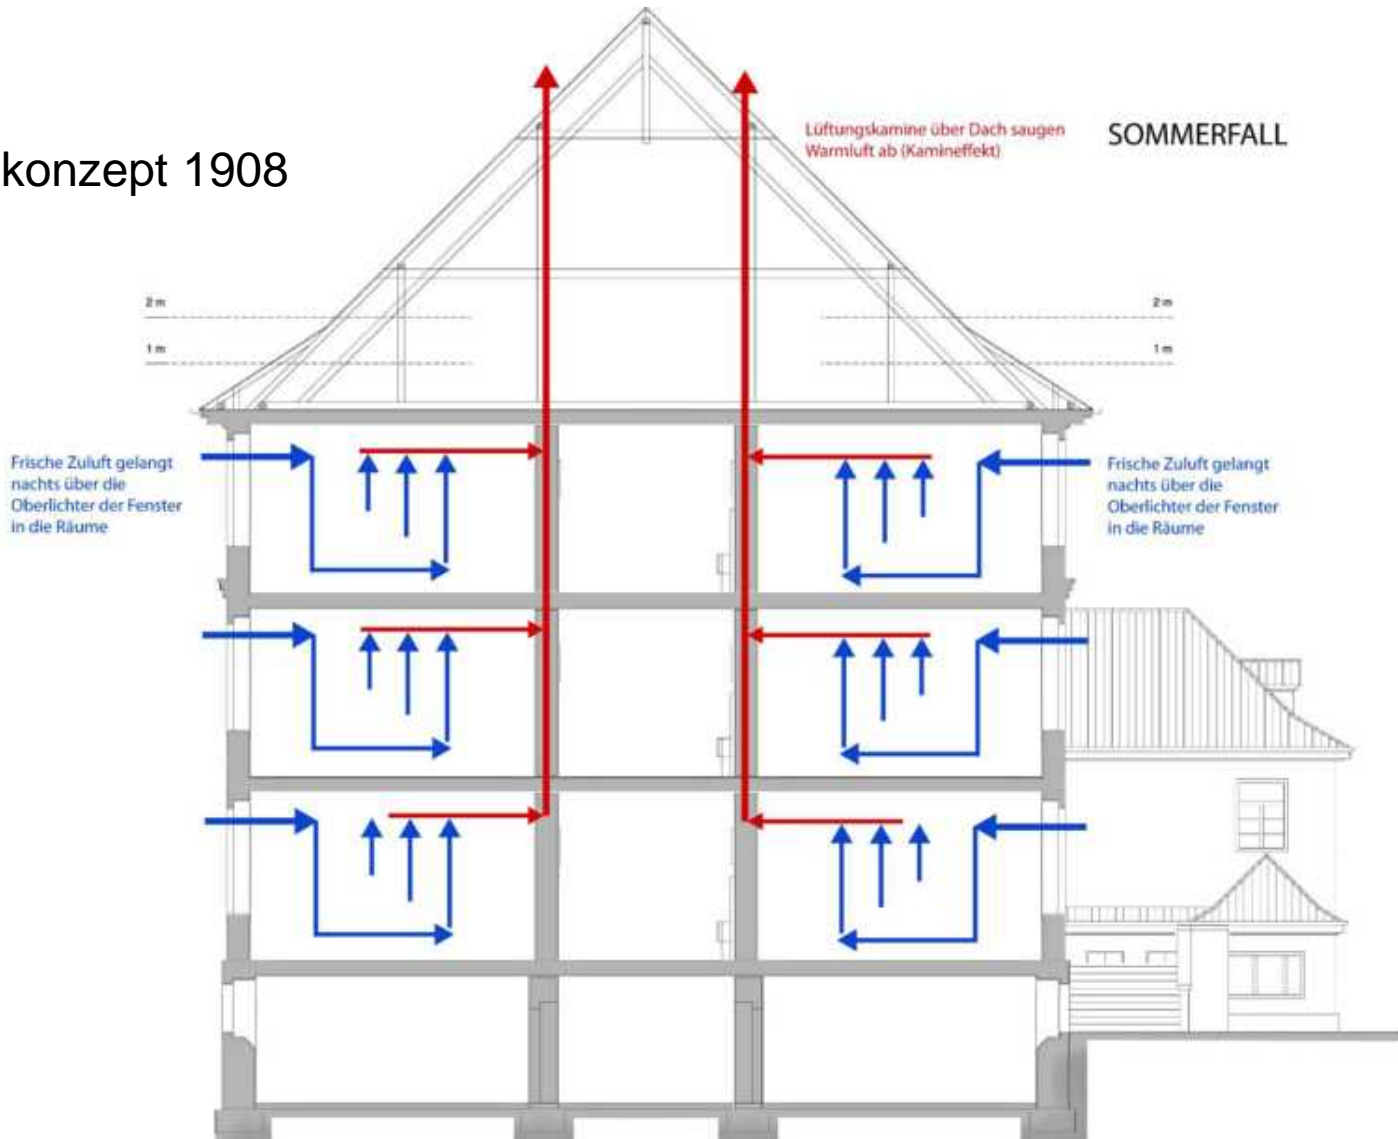 konzept 1908
Lüftungskamine über Dach saugen
Warmluft ab (Kamineffekt)
SOMMERFALL
2 m
2 m
1 m
1 m
Frische Zuluft gelangt
nachts über die
Oberlichter der Fenster
in die Räume
Frische Zuluft gelangt
nachts über die
Oberlichter der Fenster
in die Räume